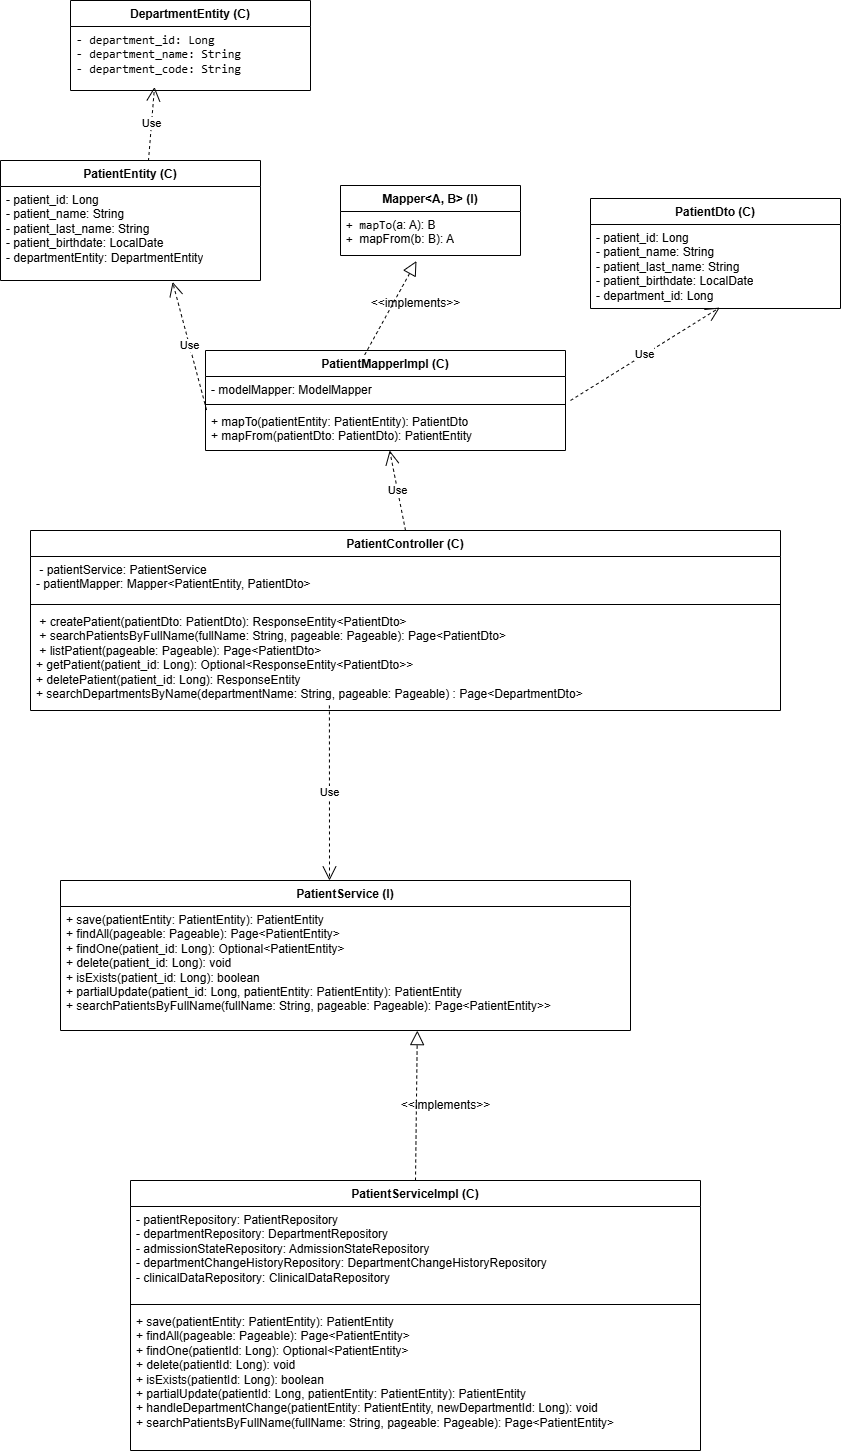 DepartmentEntity (C)
- department_id: Long
- department_name: String
- department_code: String
Use
PatientEntity (C)
- patient_id: Long
- patient_name: String
- patient_last_name: String
- patient_birthdate: LocalDate
- departmentEntity: DepartmentEntity
Mapper<A, B> (I)
+ mapTo(a: A): B
+ mapFrom(b: B): A
PatientDto (C)
- patient_id: Long
- patient_name: String
- patient_last_name: String
- patient_birthdate: LocalDate
- department_id: Long
<<implements>>
Use
Use
PatientMapperImpl (C)
- modelMapper: ModelMapper
+ mapTo(patientEntity: PatientEntity): PatientDto
+ mapFrom(patientDto: PatientDto): PatientEntity
Use
PatientController (C)
- patientService: PatientService
- patientMapper: Mapper<PatientEntity, PatientDto>
+ createPatient(patientDto: PatientDto): ResponseEntity<PatientDto>
+ searchPatientsByFullName(fullName: String, pageable: Pageable): Page<PatientDto>
+ listPatient(pageable: Pageable): Page<PatientDto>
+ getPatient(patient_id: Long): Optional<ResponseEntity<PatientDto>>
+ deletePatient(patient_id: Long): ResponseEntity
+ searchDepartmentsByName(departmentName: String, pageable: Pageable) : Page<DepartmentDto>
Use
PatientService (I)
+ save(patientEntity: PatientEntity): PatientEntity
+ findAll(pageable: Pageable): Page<PatientEntity>
+ findOne(patient_id: Long): Optional<PatientEntity>
+ delete(patient_id: Long): void
+ isExists(patient_id: Long): boolean
+ partialUpdate(patient_id: Long, patientEntity: PatientEntity): PatientEntity
+ searchPatientsByFullName(fullName: String, pageable: Pageable): Page<PatientEntity>>
<<Implements>>
PatientServiceImpl (C)
- patientRepository: PatientRepository
- departmentRepository: DepartmentRepository
- admissionStateRepository: AdmissionStateRepository
- departmentChangeHistoryRepository: DepartmentChangeHistoryRepository
- clinicalDataRepository: ClinicalDataRepository
+ save(patientEntity: PatientEntity): PatientEntity
+ findAll(pageable: Pageable): Page<PatientEntity>
+ findOne(patientId: Long): Optional<PatientEntity>
+ delete(patientId: Long): void
+ isExists(patientId: Long): boolean
+ partialUpdate(patientId: Long, patientEntity: PatientEntity): PatientEntity
+ handleDepartmentChange(patientEntity: PatientEntity, newDepartmentId: Long): void
+ searchPatientsByFullName(fullName: String, pageable: Pageable): Page<PatientEntity>